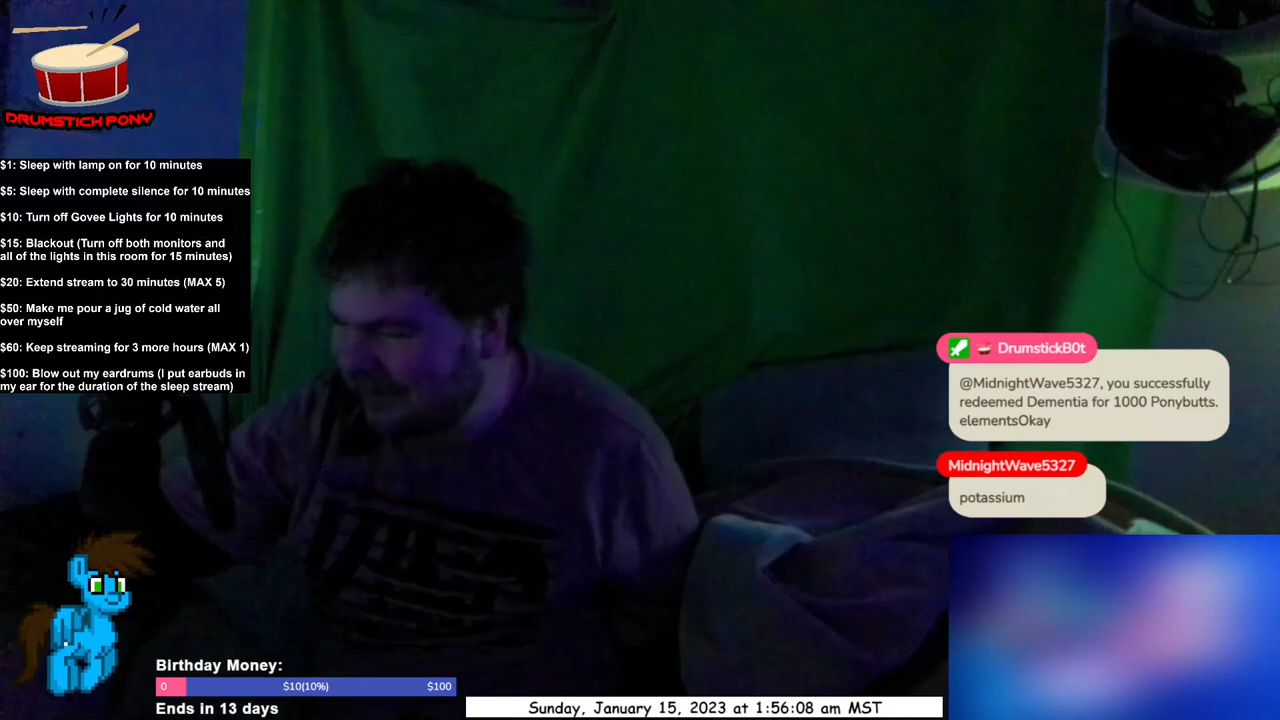 DRUMSTICK PONY
$1: Sleep with lamp on for 10 minutes
$5: Sleep with complete silence for 10 minutes
$10: Turn off Govee Lights for 10 minutes
$15: Blackout (Turn off both monitors and
all of the lights in this room for 15 minutes)
$20: Extend stream to 30 minutes (MAX 5)
$50: Make me pour a jug of cold water all
over myself
$60: Keep streaming for 3 more hours (MAX 1)
$100: Blow out my eardrums (I put earbuds in
my ear for the duration of the sleep stream)
DrumstickB0t
@MidnightWave5327, you successfully
redeemed Dementia for 1000 Ponybutts.
elementsOkay
MidnightWave5327
potassium
Birthday Money:
0 $10(10%) $100
Ends in 13 days
Sunday, January 15, 2023 at 1:56:08 am MST